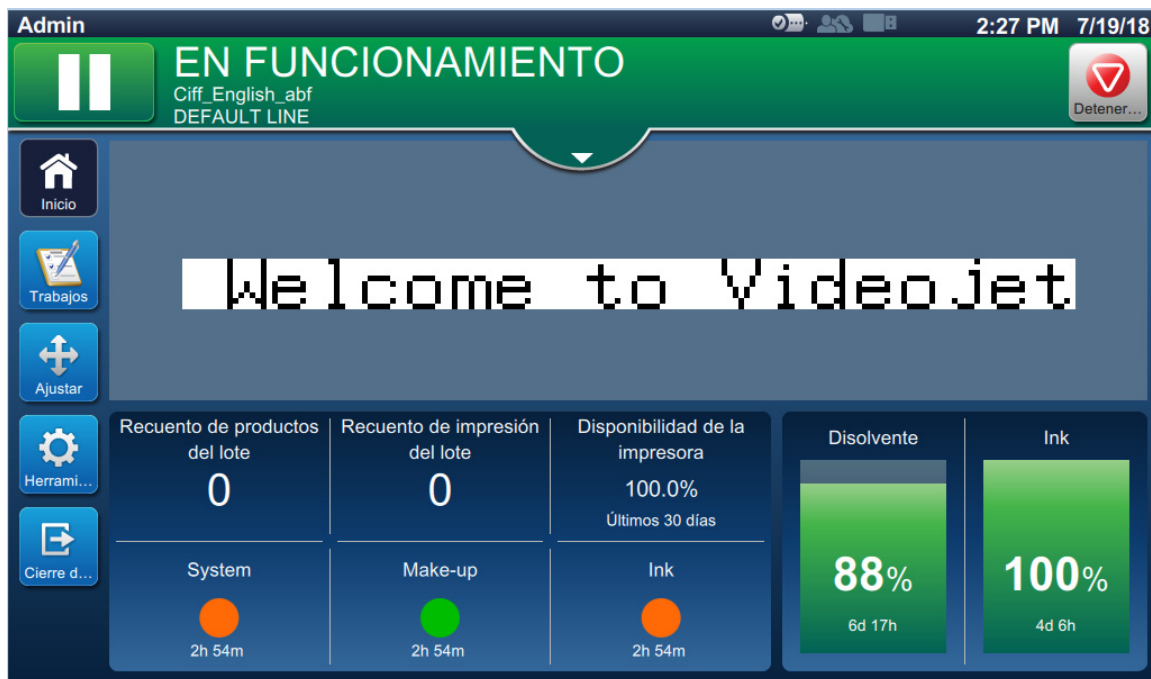 Admin
2:27 PM 7/19/18
EN FUNCIONAMIENTO
Ciff_English_abf
DEFAULT LINE
Detener...
Inicio
Trabajos
Ajustar
Herrami...
Cierre d...
Welcome to Videojet
Recuento de productos
del lote
0
Recuento de impresión
del lote
0
Disponibilidad de la
impresora
100.0%
Últimos 30 días
System
2h 54m
Make-up
2h 54m
Ink
2h 54m
Disolvente
88%
6d 17h
Ink
100%
4d 6h